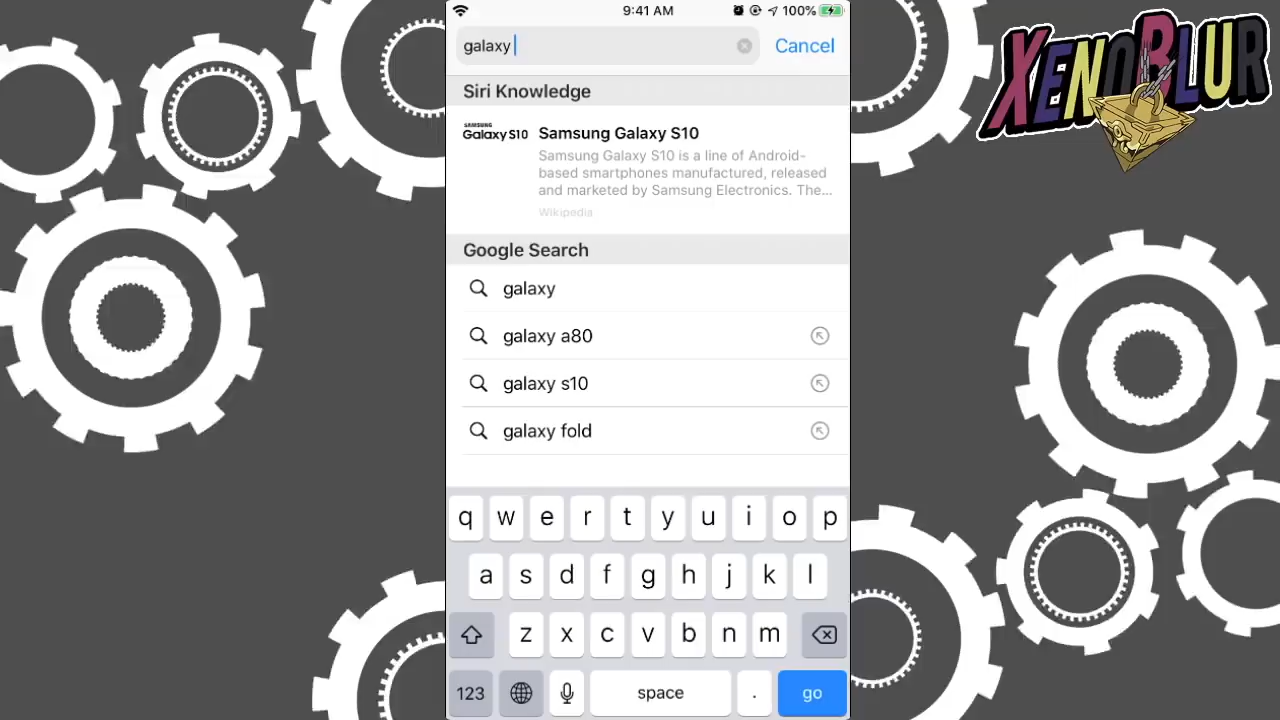 9:41 AM
100%
XENOBLUR
galaxy
Cancel
Siri Knowledge
SAMSUNG
Galaxy S10
Samsung Galaxy S10
Samsung Galaxy S10 is a line of Android-
based smartphones manufactured, released
and marketed by Samsung Electronics. The...
Wikipedia
Google Search
galaxy
galaxy a80
galaxy s10
galaxy fold
q w e r t y u i o p
a s d f g h j k l
z x c v b n m
123 space . go